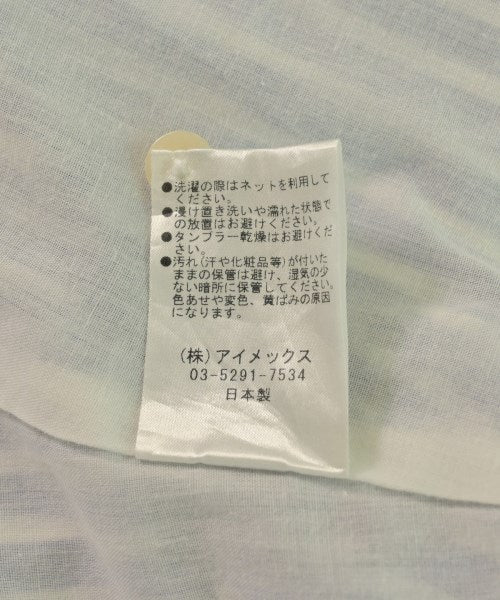 ●洗濯の際はネットを利用して
ください。
●浸け置き洗いや濡れた状態で
の放置はお避けください。
●タンブラー乾燥はお避けくだ
さい。
●汚れ(汗や化粧品等)が付いた
ままの保管は避け、湿気の少
ない暗所に保管してください。
色あせや変色、黄ばみの原因
になります。
(株)アイメックス
03-5291-7534
日本製